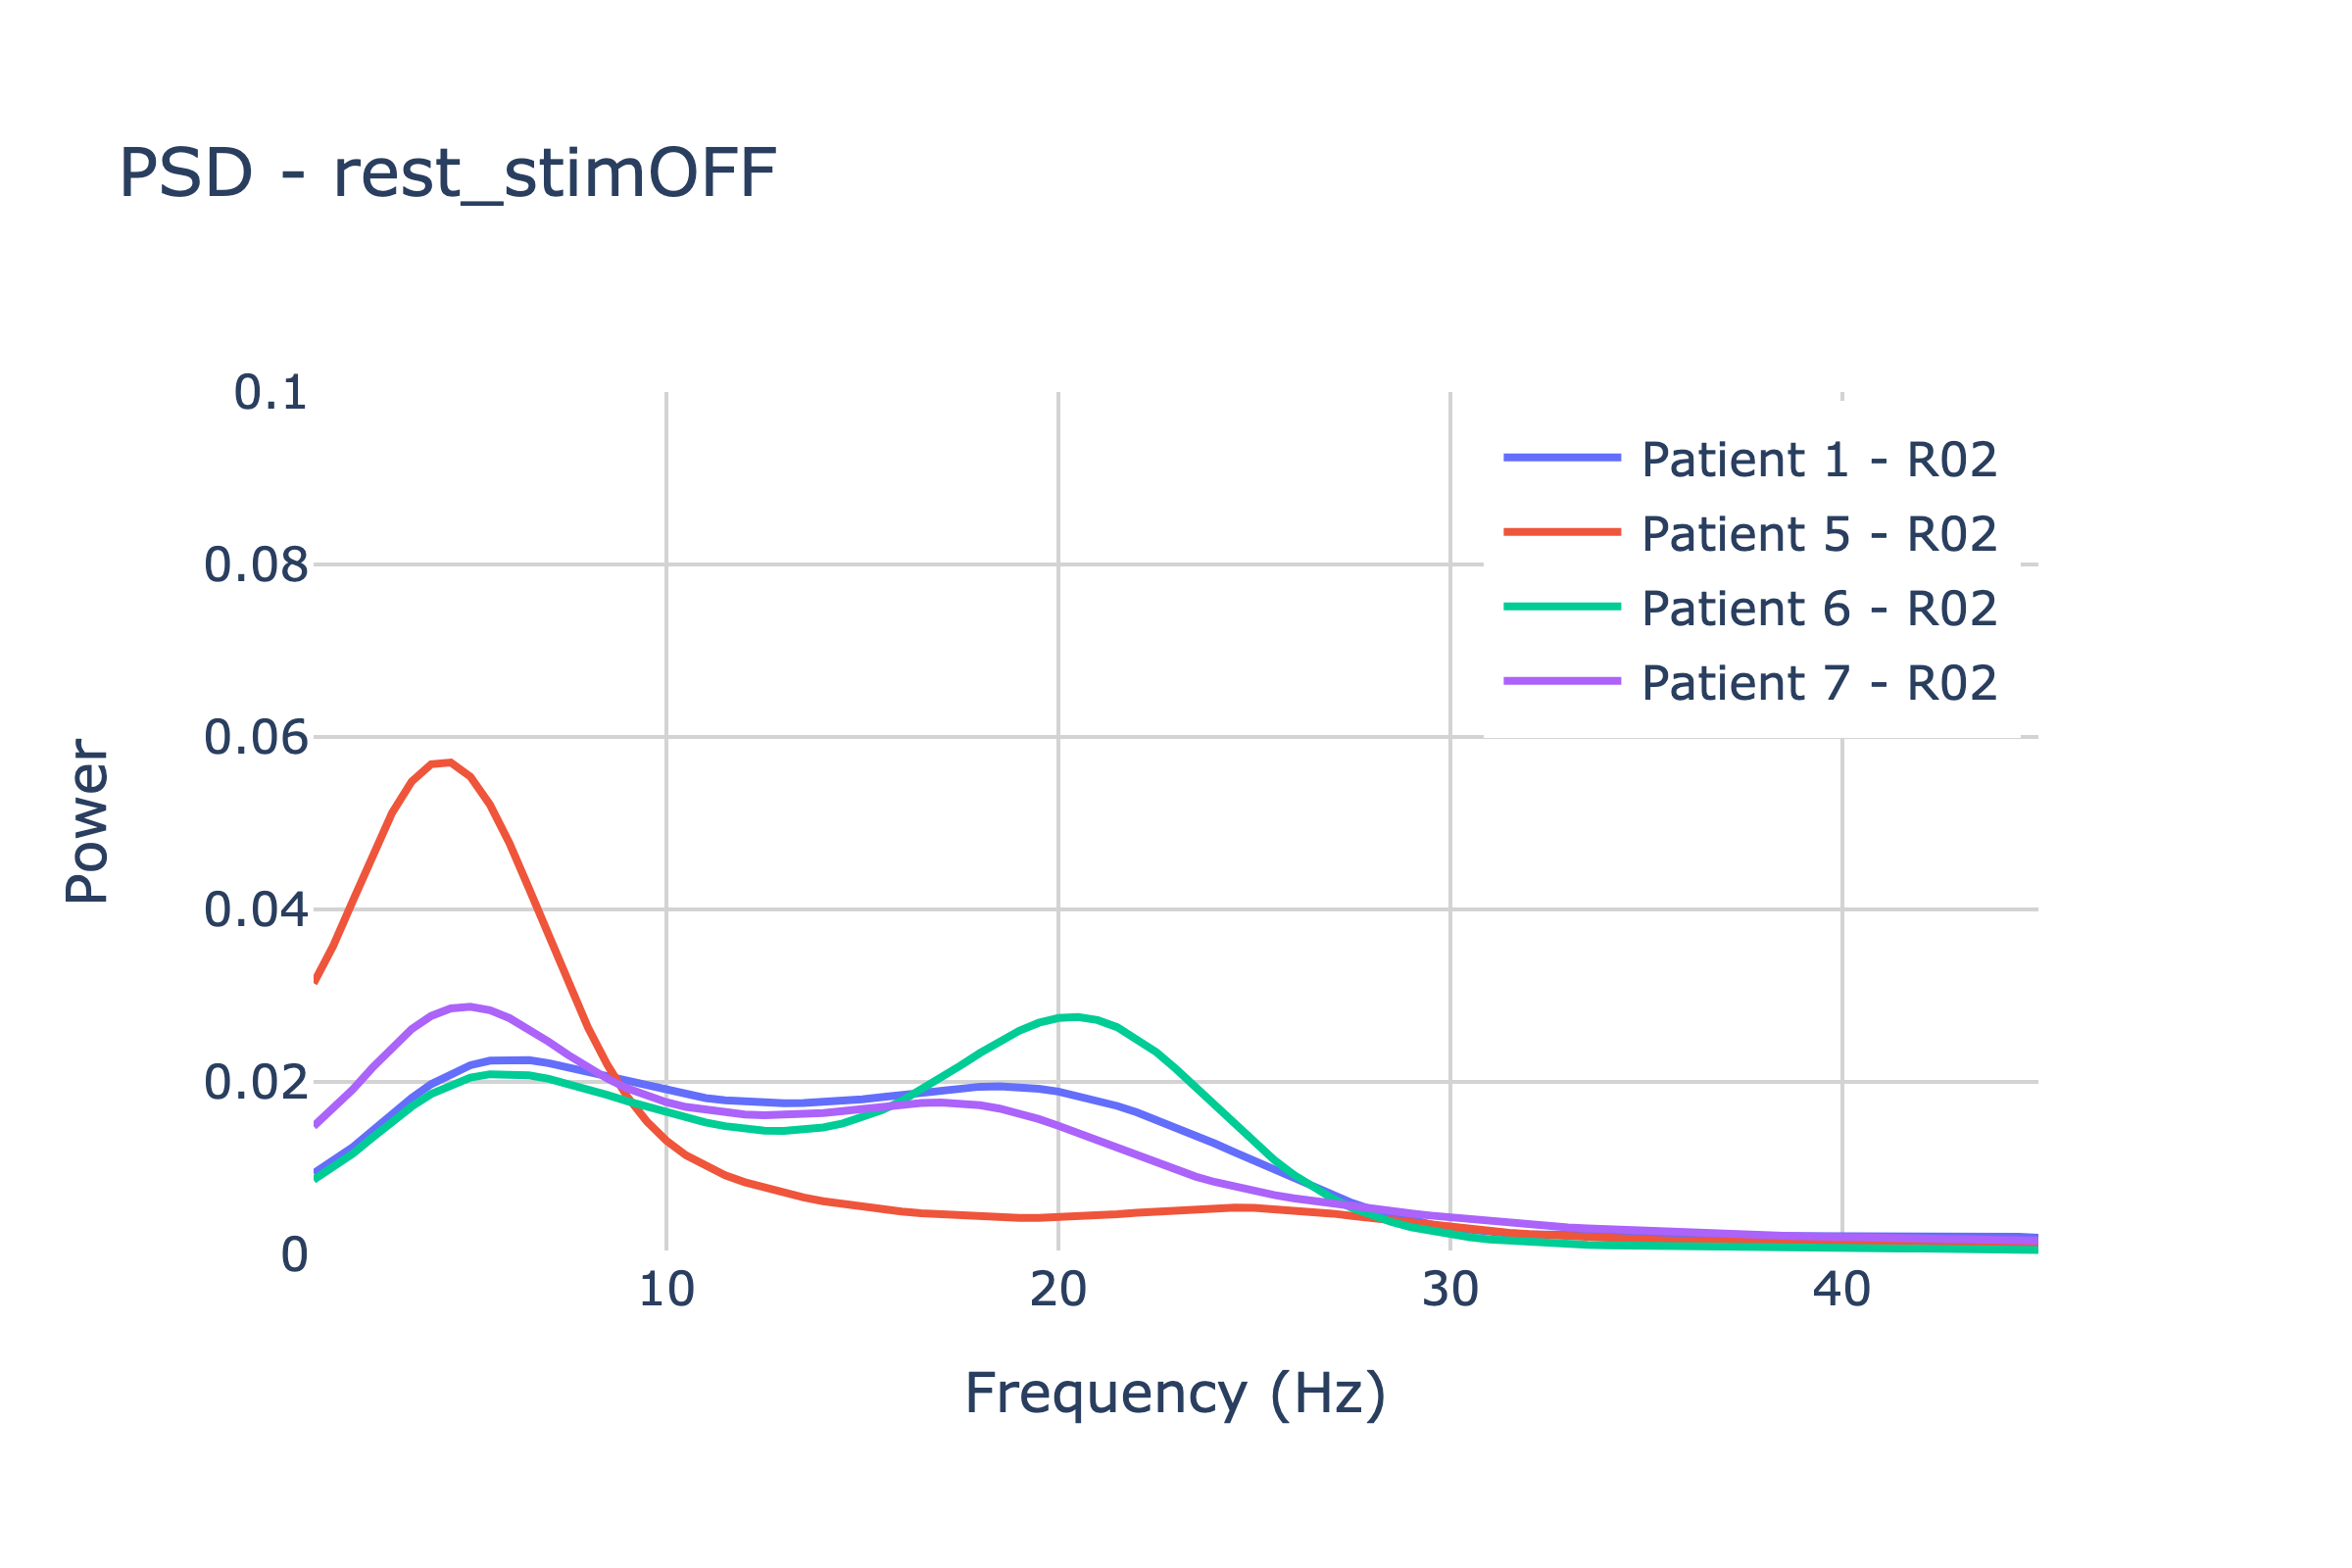 PSD - rest_stimOFF
0.1
0.08
0.06
0.04
0.02
0
Power
10 20 30 40
Frequency (Hz)
Patient 1 - R02
Patient 5 - R02
Patient 6 - R02
Patient 7 - R02